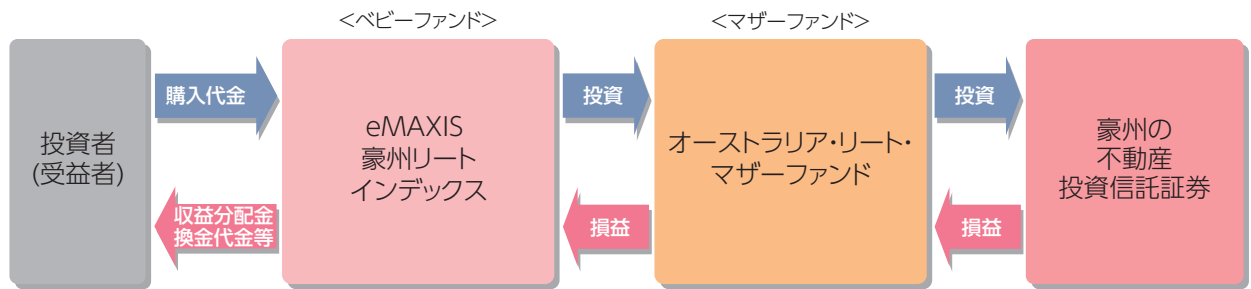 <ベビーファンド>
<マザーファンド>
投資者
(受益者)
購入代金
収益分配金
換金代金等
eMAXIS
豪州リート
インデックス
投資
損益
オーストラリア・リート・
マザーファンド
投資
損益
豪州の
不動産
投資信託証券